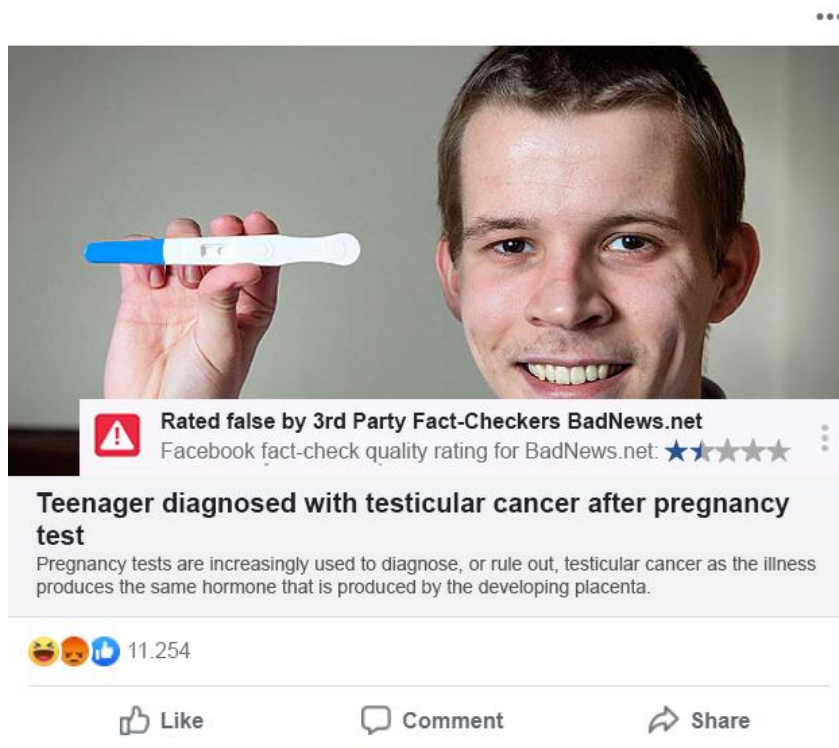 Rated false by 3rd Party Fact-Checkers BadNews.net
Facebook fact-check quality rating for BadNews.net:
Teenager diagnosed with testicular cancer after pregnancy
test
Pregnancy tests are increasingly used to diagnose, or rule out, testicular cancer as the illness
produces the same hormone that is produced by the developing placenta.
11.254
Like Comment Share